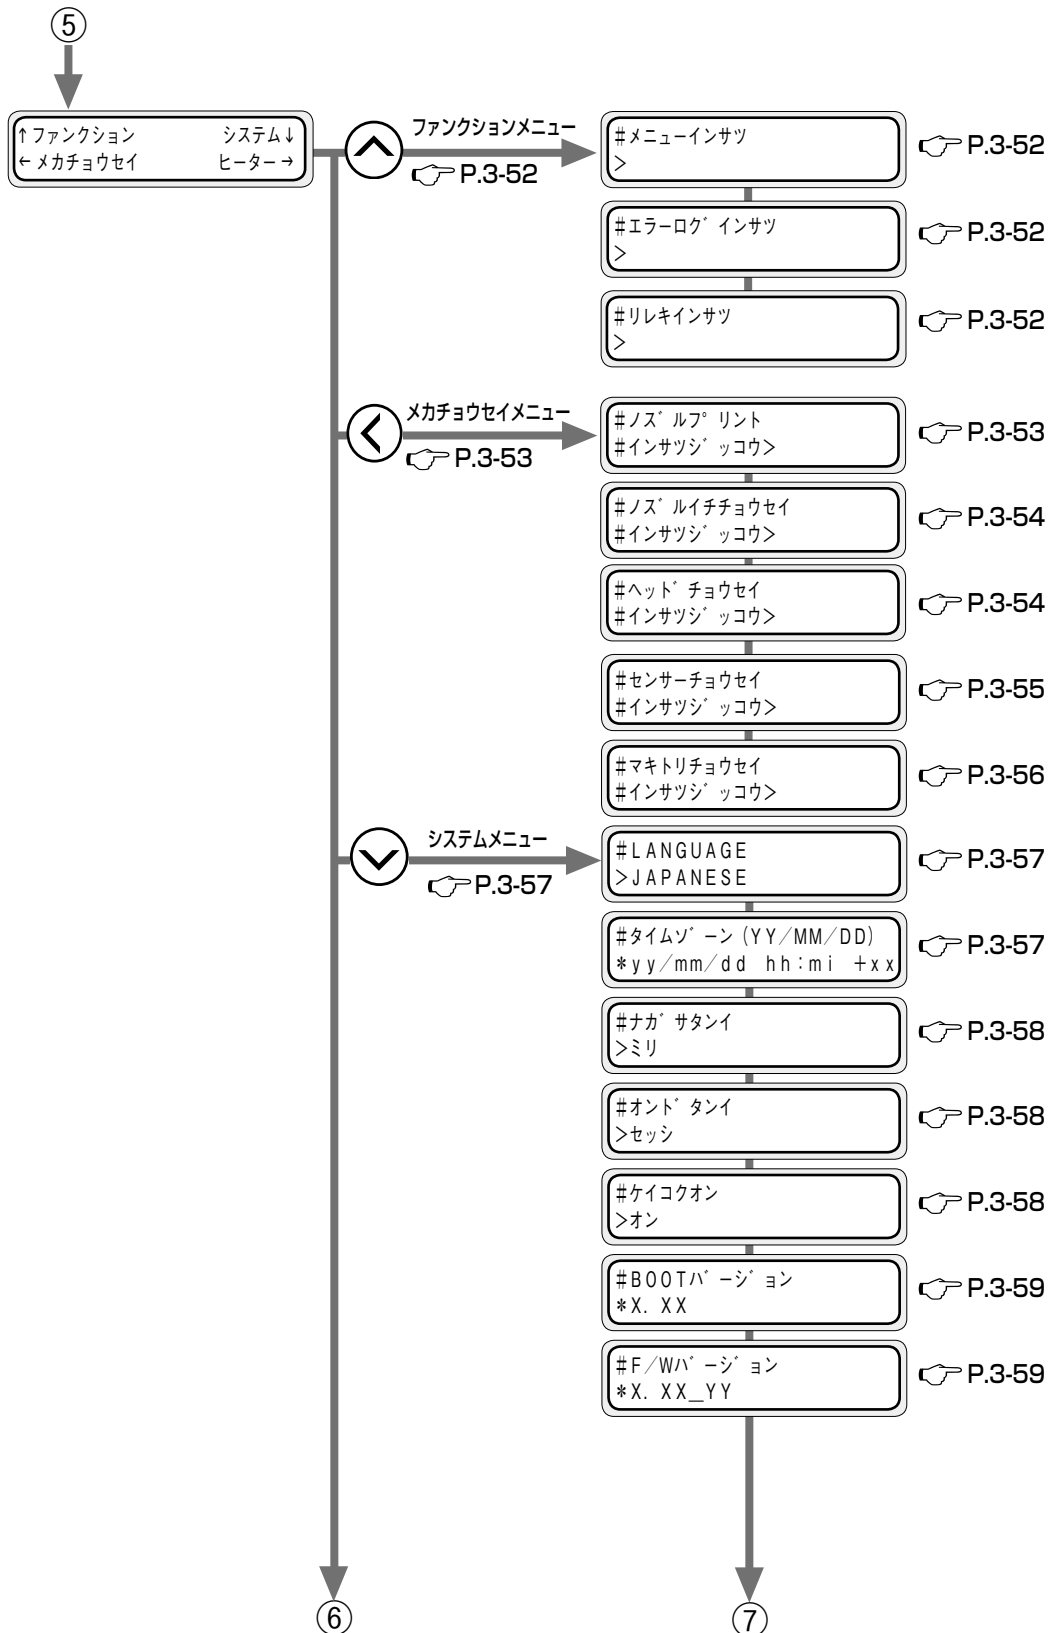 ⑤
↑ファンクション システム↓
←メカチョウセイ ヒーター→
ファンクションメニュー
P.3-52
#メニューインサツ
>
P.3-52
#エラーログ インサツ
>
P.3-52
#リレキインサツ
>
P.3-52
メカチョウセイメニュー
P.3-53
#ノズルプリント
#インサツジッコウ>
P.3-53
#ノズルイチチョウセイ
#インサツジッコウ>
P.3-54
#ヘッドチョウセイ
#インサツジッコウ>
P.3-54
#センサーチョウセイ
#インサツジッコウ>
P.3-55
#マキトリチョウセイ
#インサツジッコウ>
P.3-56
システムメニュー
P.3-57
#LANGUAGE
>JAPANESE
P.3-57
#タイムゾーン(YY/MM/DD)
*yy/mm/dd hh:mi +xx
P.3-57
#ナガサタンイ
>ミリ
P.3-58
#オンドタンイ
>セッシ
P.3-58
#ケイコクオン
>オン
P.3-58
#BOOTバージョン
*X.XX
P.3-59
#F/Wバージョン
*X.XX_YY
P.3-59
⑥
⑦